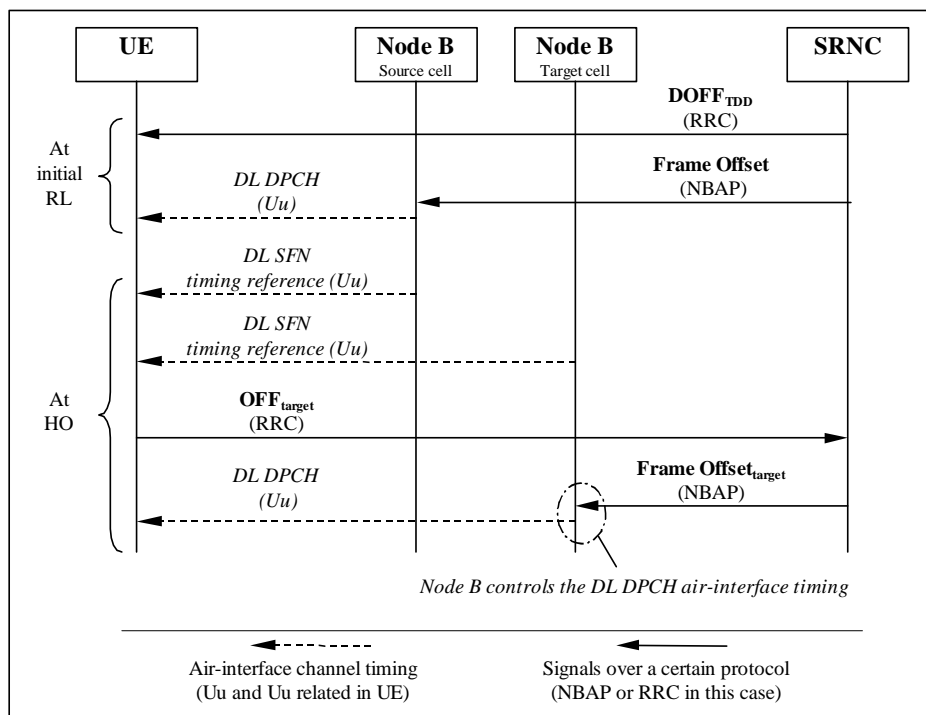 UE
Node B
Source cell
Node B
Target cell
SRNC
DOFFTDD
(RRC)
At
initial
RL
Frame Offset
(NBAP)
DL DPCH
(Uu)
DL SFN
timing reference (Uu)
DL SFN
timing reference (Uu)
At
HO
OFFtarget
(RRC)
DL DPCH
(Uu)
Frame Offsettarget
(NBAP)
Node B controls the DL DPCH air-interface timing
Air-interface channel timing
(Uu and Uu related in UE)
Signals over a certain protocol
(NBAP or RRC in this case)